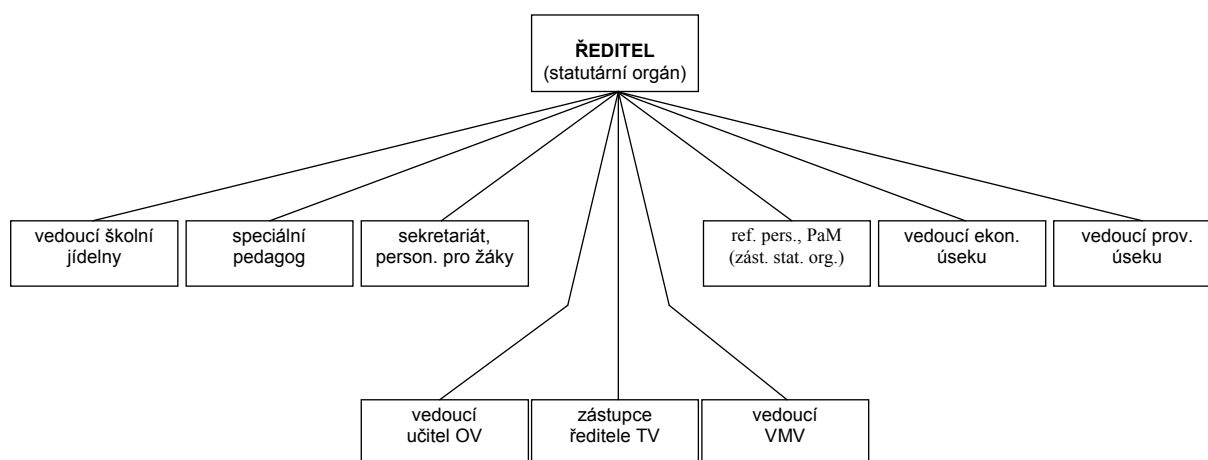 ŘEDITEL
(statutární orgán)
vedoucí školní
jídelny
speciální
pedagog
sekretariát,
person. pro žáky
ref. pers., PaM
(zást. stat. org.)
vedoucí ekon.
úseku
vedoucí prov.
úseku
vedoucí
učitel OV
zástupce
ředitele TV
vedoucí
VMV